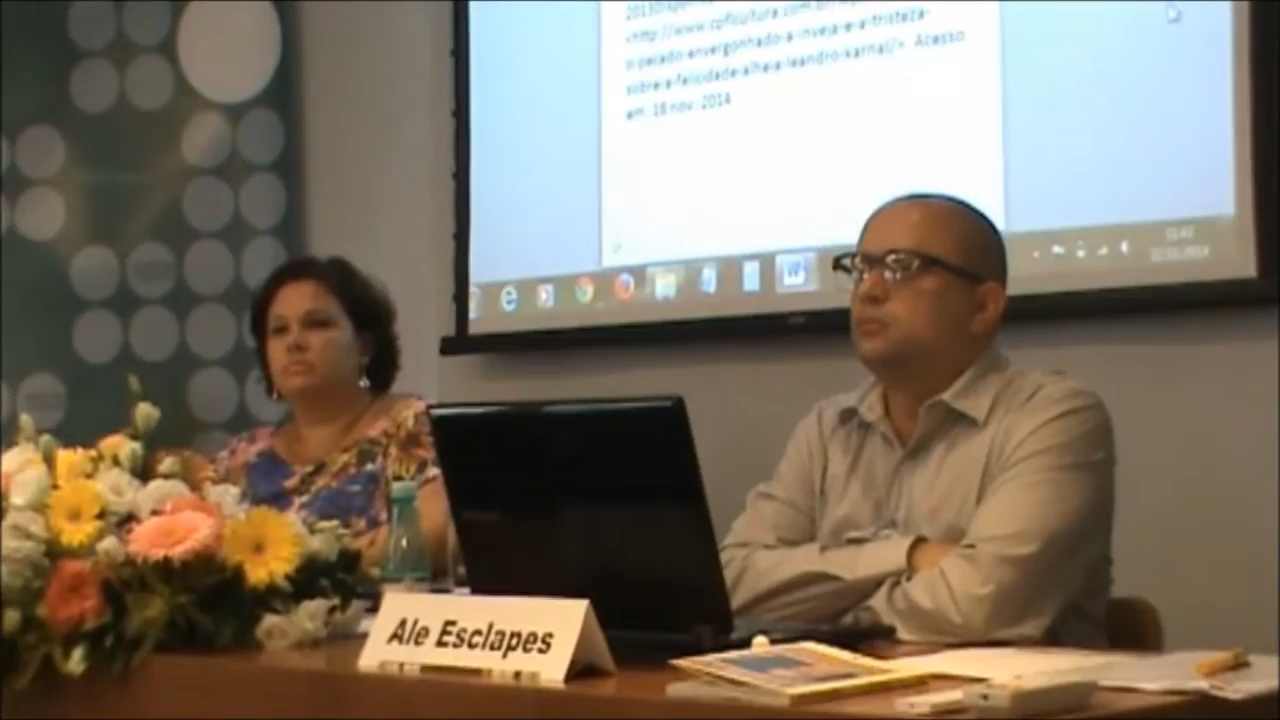 <http://www.cpflcultura.com.br/
o-pecado-envergonhado-a-inveja-e-a-tristeza-
sobre-a-felicidade-alheia-leandro-karnal/>. Acesso
em: 18 nov. 2014
W
Ale Esclapes